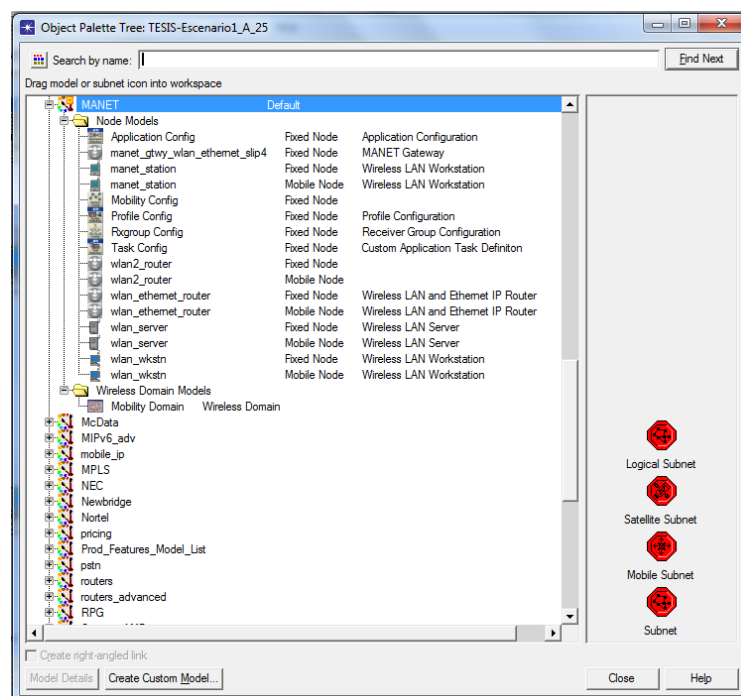 Object Palette Tree: TESIS-Escenario1_A_25
Search by name: Find Next
Drag model or subnet icon into workspace
MANET Default
Node Models
Application Config Fixed Node Application Configuration
manet_gtwy_wlan_ethernet_slip4 Fixed Node MANET Gateway
manet_station Fixed Node Wireless LAN Workstation
manet_station Mobile Node Wireless LAN Workstation
Mobility Config Fixed Node
Profile Config Fixed Node Profile Configuration
Rxgroup Config Fixed Node Receiver Group Configuration
Task Config Fixed Node Custom Application Task Definiton
wlan2_router Fixed Node
wlan2_router Mobile Node
wlan_ethernet_router Fixed Node Wireless LAN and Ethernet IP Router
wlan_ethernet_router Mobile Node Wireless LAN and Ethernet IP Router
wlan_server Fixed Node Wireless LAN Server
wlan_server Mobile Node Wireless LAN Server
wlan_wkstn Fixed Node Wireless LAN Workstation
wlan_wkstn Mobile Node Wireless LAN Workstation
Wireless Domain Models
Mobility Domain Wireless Domain
McData
MIPv6_adv
mobile_ip
MPLS
NEC
Newbridge
Nortel
pricing
Prod_Features_Model_List
pstn
routers
routers_advanced
RPG
Logical Subnet
Satellite Subnet
Mobile Subnet
Subnet
Create right-angled link
Model Details Create Custom Model... Close Help